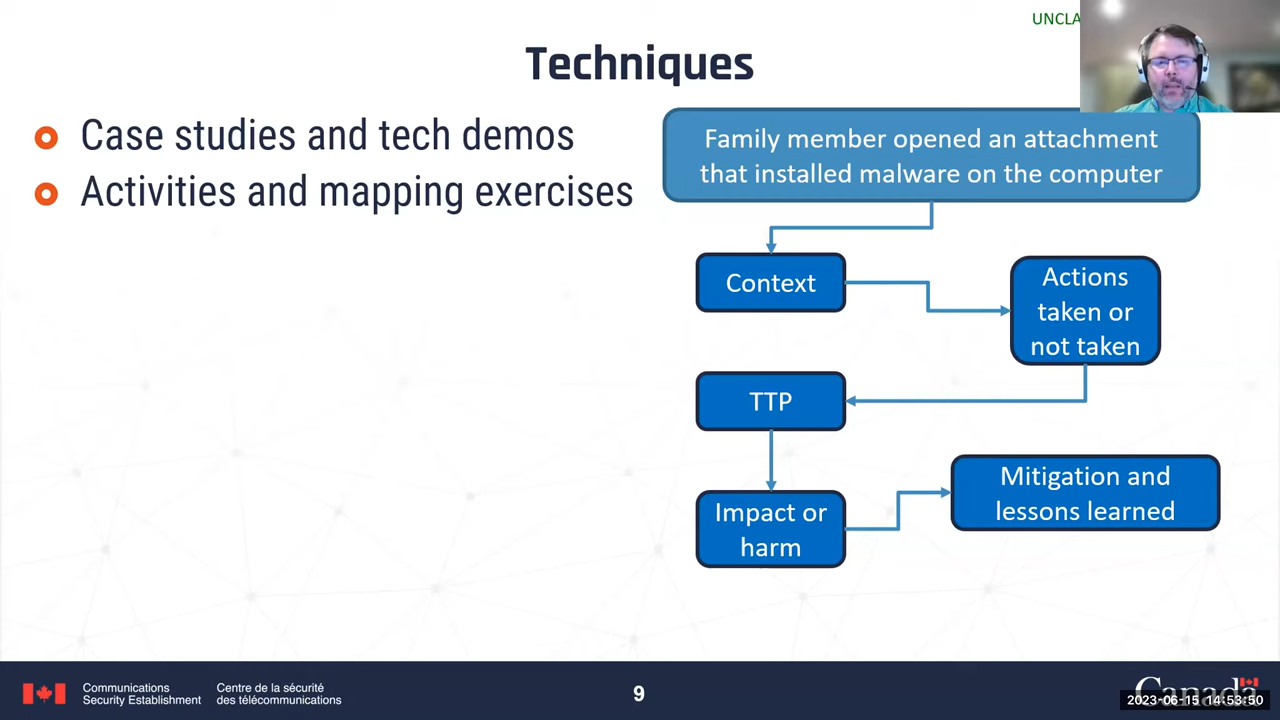 UNCLA
Techniques
Case studies and tech demos
Activities and mapping exercises
Family member opened an attachment
that installed malware on the computer
Context
Actions
taken or
not taken
TTP
Impact or
harm
Mitigation and
lessons learned
Communications
Security Establishment
Centre de la sécurité
des télécommunications
9
Canada
2023-06-15 14:53:50